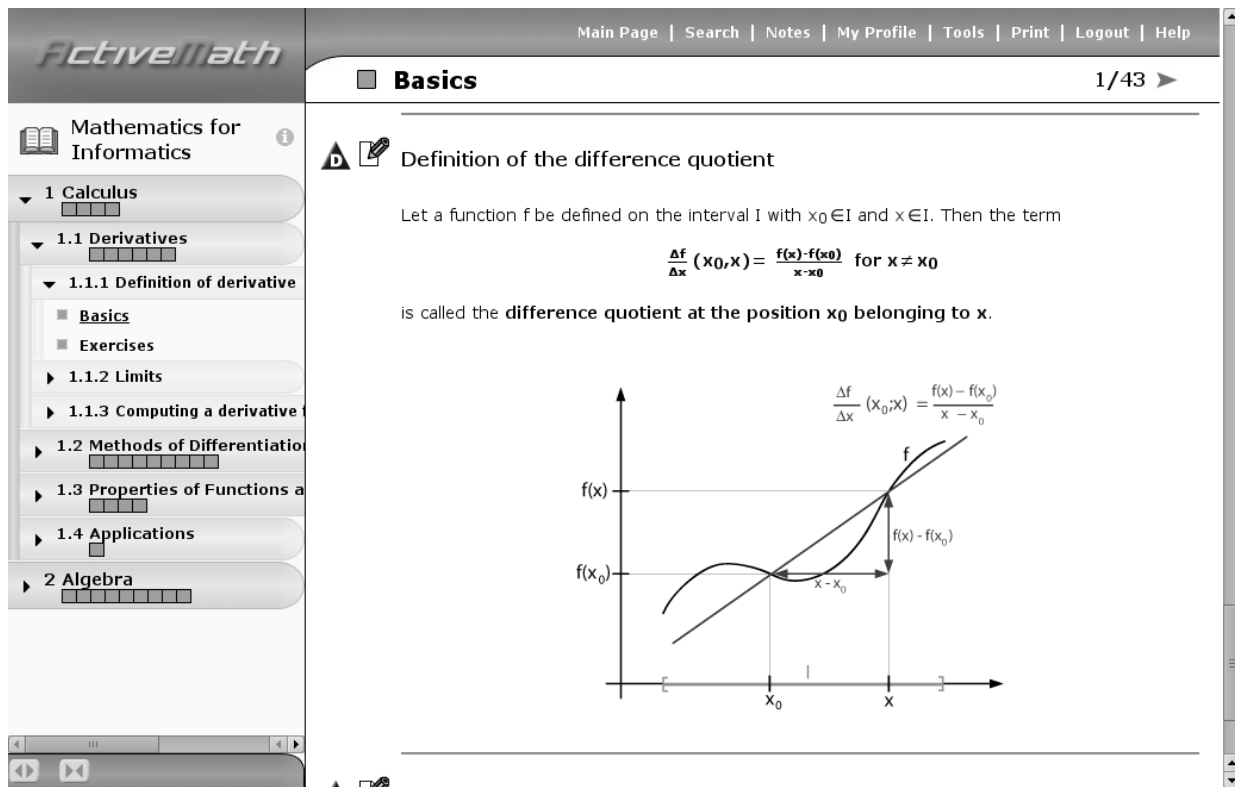 ActiveMath
Main Page | Search | Notes | My Profile | Tools | Print | Logout | Help
Basics
1/43
Mathematics for
Informatics
1 Calculus
1.1 Derivatives
1.1.1 Definition of derivative
Basics
Exercises
1.1.2 Limits
1.1.3 Computing a derivative
1.2 Methods of Differentiation
1.3 Properties of Functions a
1.4 Applications
2 Algebra
D
Definition of the difference quotient
Let a function f be defined on the interval I with x₀∈I and x∈I. Then the term
Δf/Δx (x₀,x)= f(x)-f(x₀)/x-x₀ for x≠x₀
is called the difference quotient at the position x₀ belonging to x.
Δf/Δx (x₀;x) = f(x) – f(x₀)/x – x₀
f
f(x)
f(x) - f(x₀)
f(x₀)
x - x₀
I
x₀
x